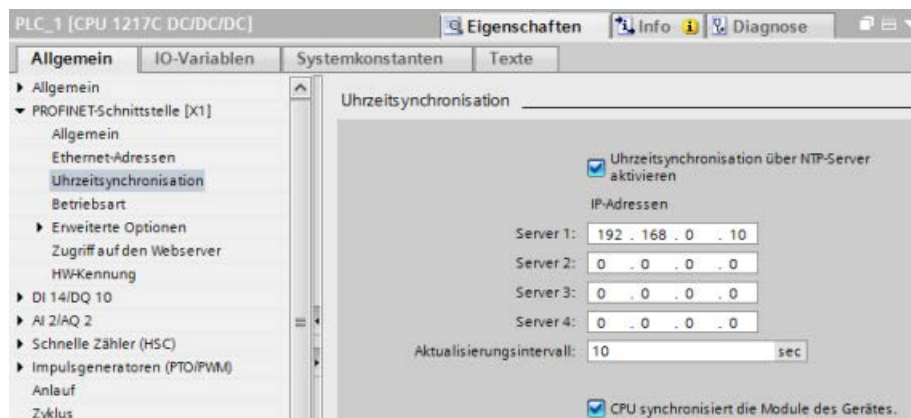 PLC_1 [CPU 1217C DC/DC/DC]
Eigenschaften
Info
Diagnose
Allgemein
IO-Variablen
Systemkonstanten
Texte
Allgemein
PROFINET-Schnittstelle [X1]
Allgemein
Ethernet-Adressen
Uhrzeitsynchronisation
Betriebsart
Erweiterte Optionen
Zugriff auf den Webserver
HW-Kennung
DI 14/DQ 10
AI 2/AQ 2
Schnelle Zähler (HSC)
Impulsgeneratoren (PTO/PWM)
Anlauf
Zyklus
Uhrzeitsynchronisation
Uhrzeitsynchronisation über NTP-Server
aktivieren
IP-Adressen
Server 1: 192 . 168 . 0 . 10
Server 2: 0 . 0 . 0 . 0
Server 3: 0 . 0 . 0 . 0
Server 4: 0 . 0 . 0 . 0
Aktualisierungsintervall: 10 sec
CPU synchronisiert die Module des Gerätes.